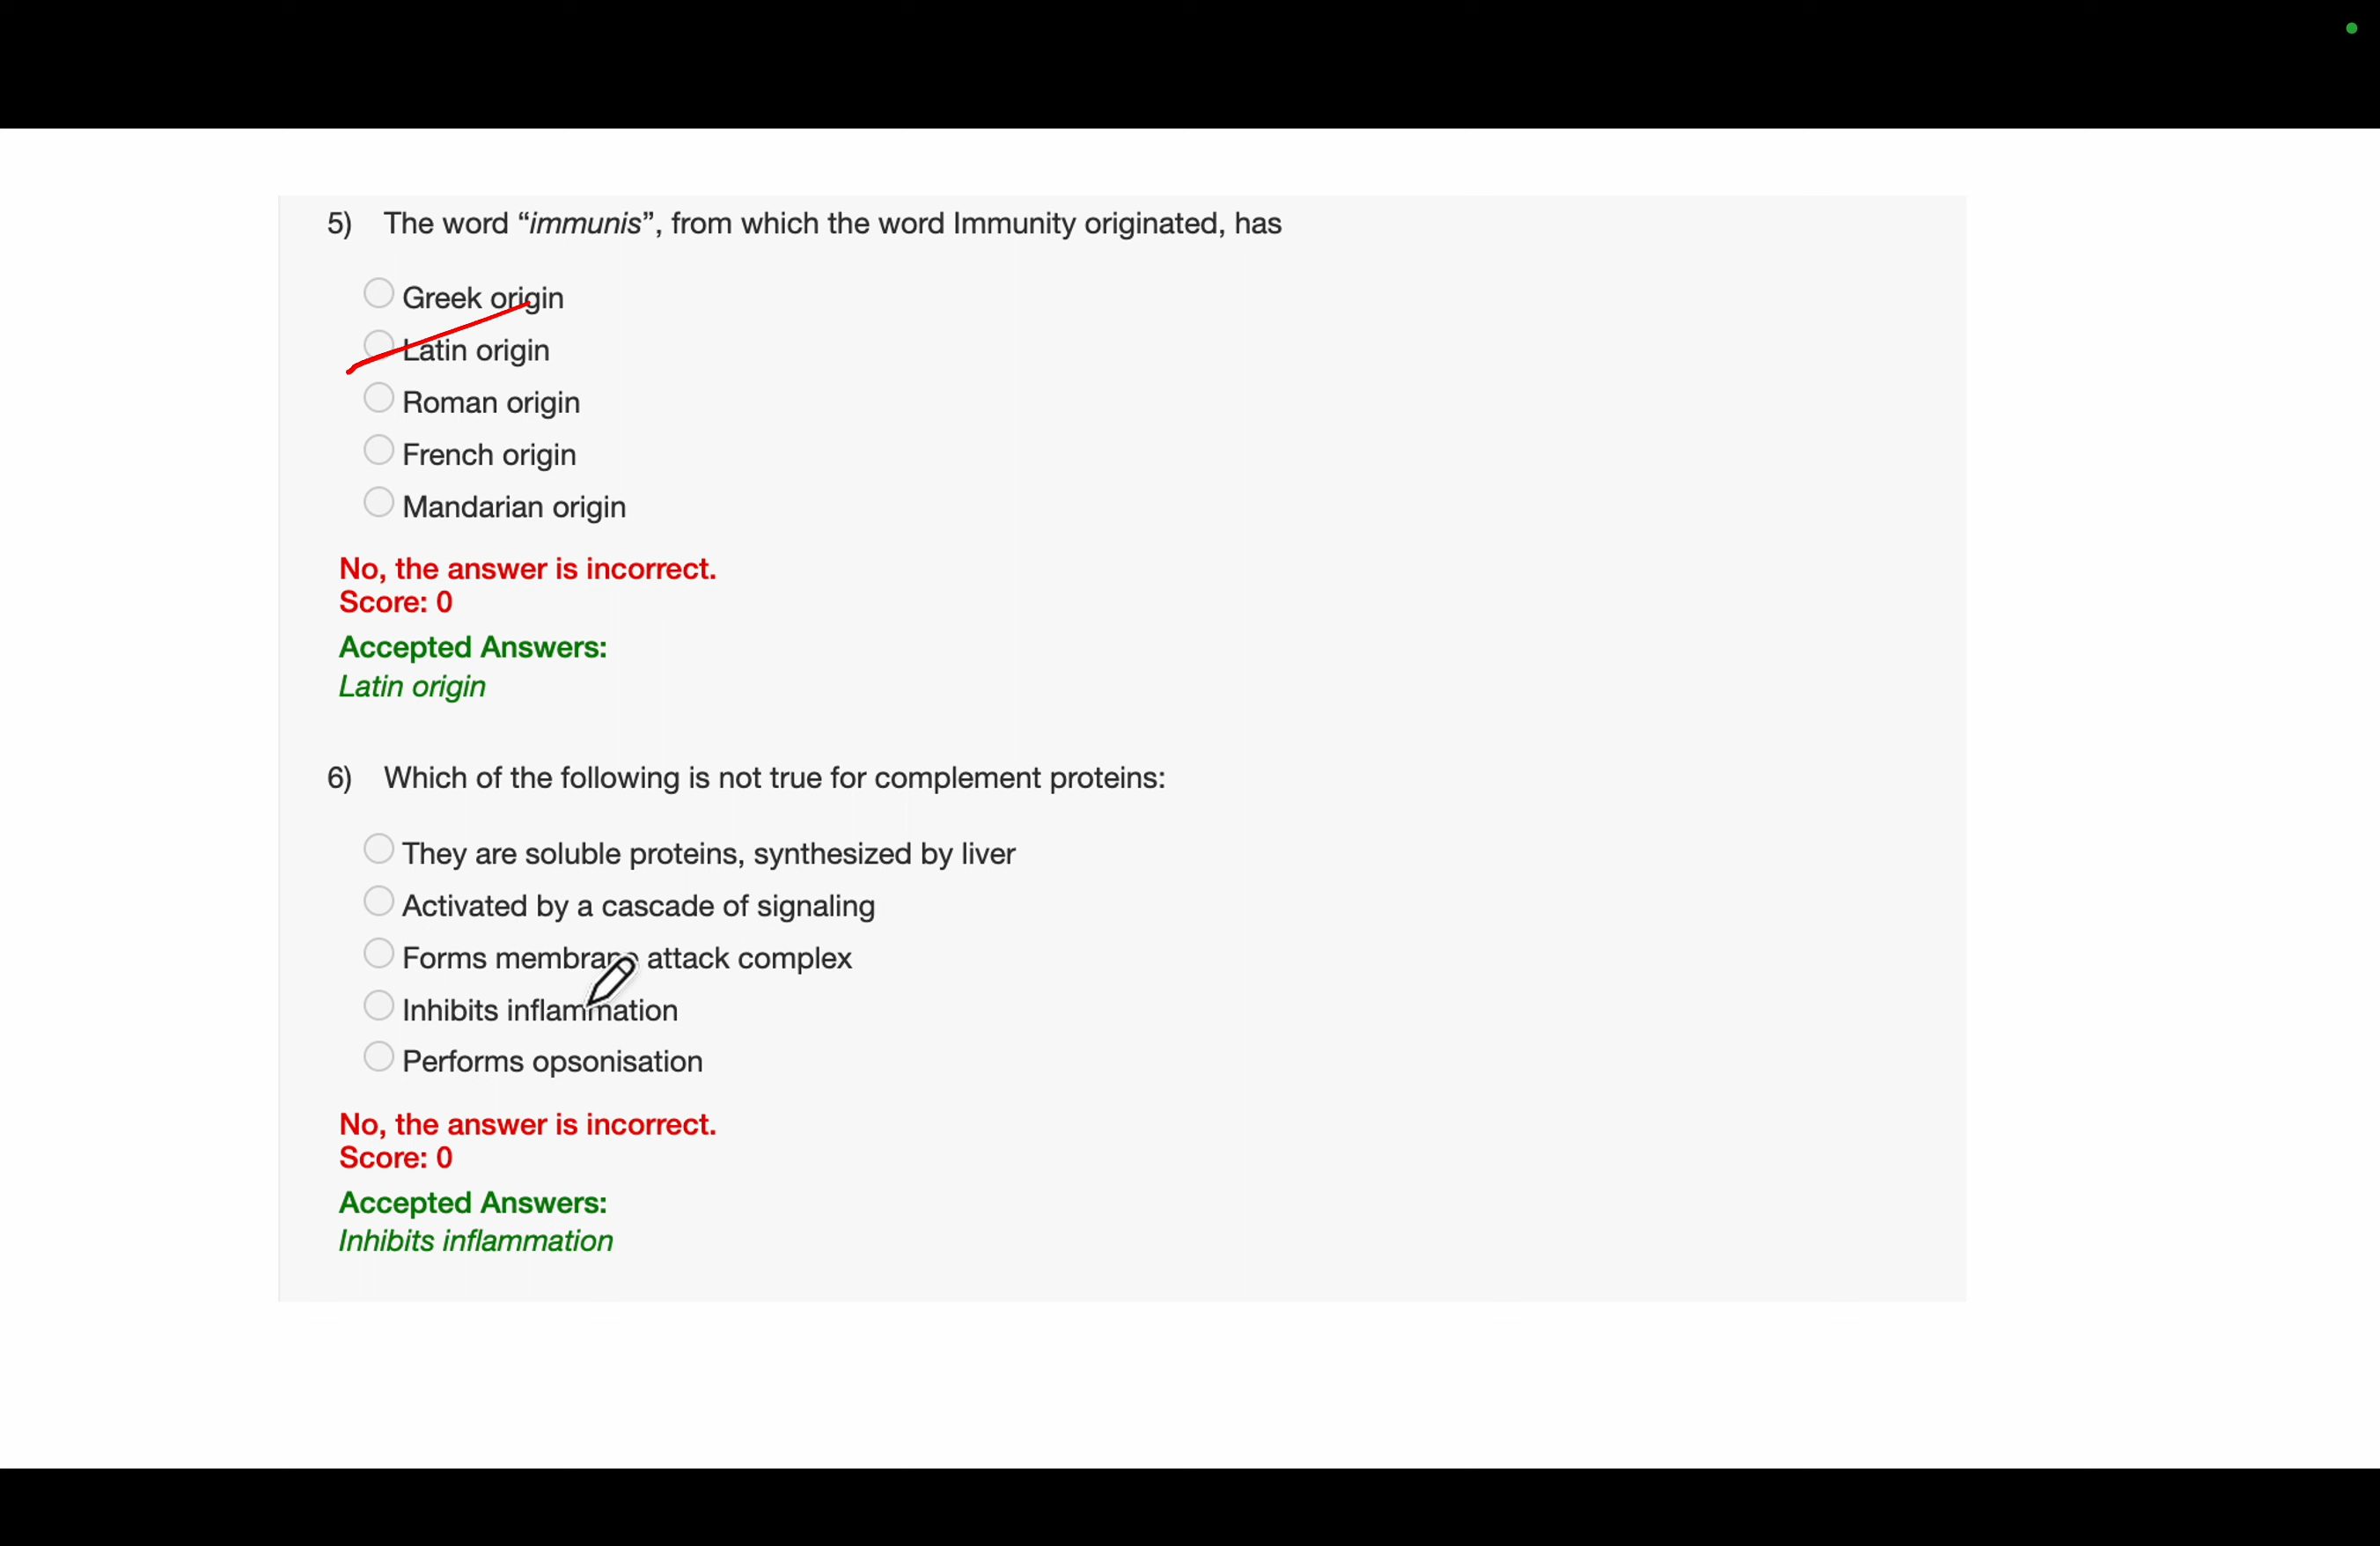 5) The word “immunis”, from which the word Immunity originated, has
Greek origin
Latin origin
Roman origin
French origin
Mandarian origin
No, the answer is incorrect.
Score: 0
Accepted Answers:
Latin origin
6) Which of the following is not true for complement proteins:
They are soluble proteins, synthesized by liver
Activated by a cascade of signaling
Forms membrane attack complex
Inhibits inflammation
Performs opsonisation
No, the answer is incorrect.
Score: 0
Accepted Answers:
Inhibits inflammation